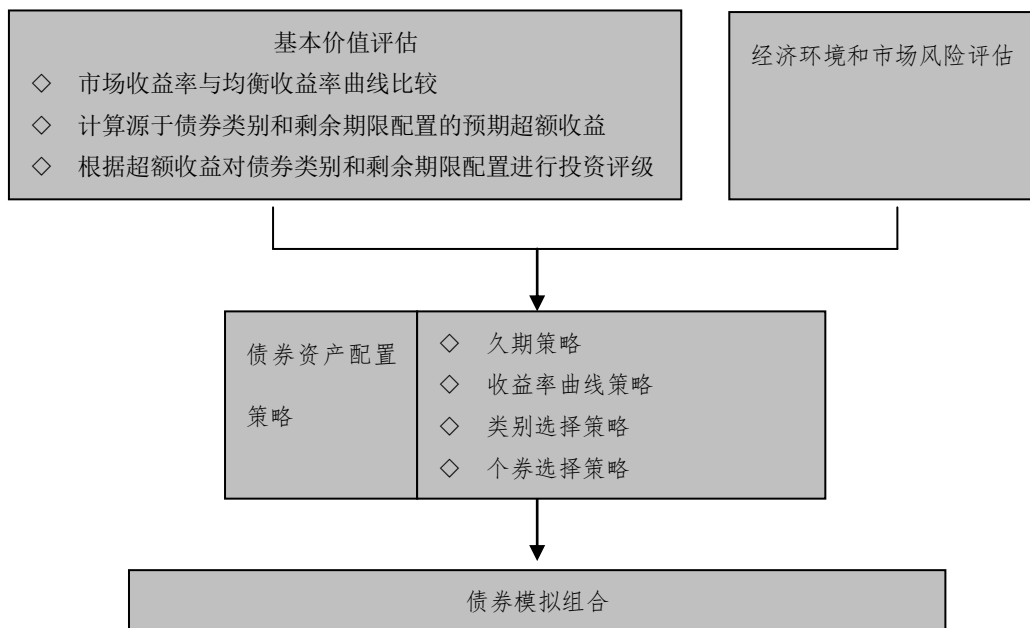 基本价值评估
◇ 市场收益率与均衡收益率曲线比较
◇ 计算源于债券类别和剩余期限配置的预期超额收益
◇ 根据超额收益对债券类别和剩余期限配置进行投资评级
经济环境和市场风险评估
债券资产配置
策略
◇ 久期策略
◇ 收益率曲线策略
◇ 类别选择策略
◇ 个券选择策略
债券模拟组合